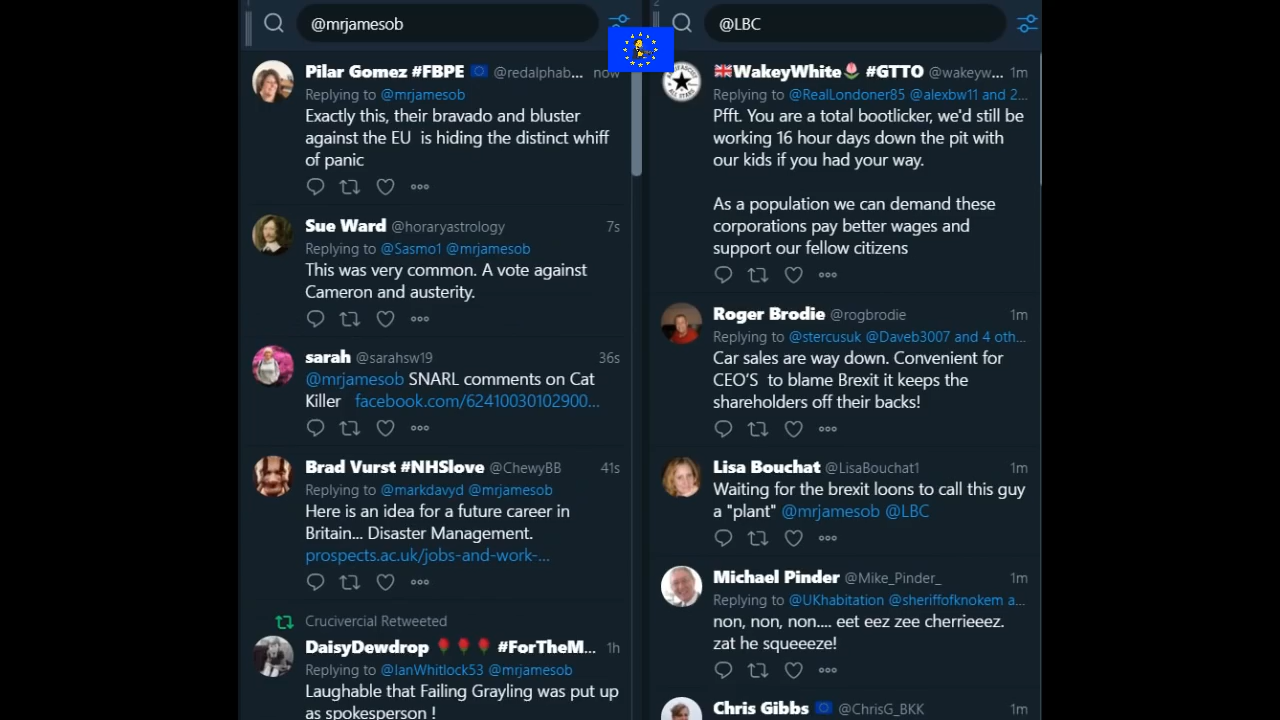 1
@mrjamesob
Pilar Gomez #FBPE @redalphab... now
Replying to @mrjamesob
Exactly this, their bravado and bluster
against the EU is hiding the distinct whiff
of panic
Sue Ward @horaryastrology 7s
Replying to @Sasmo1 @mrjamesob
This was very common. A vote against
Cameron and austerity.
sarah @sarahsw19 36s
@mrjamesob SNARL comments on Cat
Killer facebook.com/62410030102900...
Brad Vurst #NHSlove @ChewyBB 41s
Replying to @markdavyd @mrjamesob
Here is an idea for a future career in
Britain... Disaster Management.
prospects.ac.uk/jobs-and-work-...
Crucivercial Retweeted
DaisyDewdrop 🌹🌹🌹 #ForTheM... 1h
Replying to @IanWhitlock53 @mrjamesob
Laughable that Failing Grayling was put up
as spokesperson !
2
@LBC
🇬🇧WakeyWhite🌷 #GTTO @wakeyw... 1m
Replying to @RealLondoner85 @alexbw11 and 2...
Pfft. You are a total bootlicker, we'd still be
working 16 hour days down the pit with
our kids if you had your way.
As a population we can demand these
corporations pay better wages and
support our fellow citizens
Roger Brodie @rogbrodie 1m
Replying to @stercusuk @Daveb3007 and 4 oth...
Car sales are way down. Convenient for
CEO'S to blame Brexit it keeps the
shareholders off their backs!
Lisa Bouchat @LisaBouchat1 1m
Waiting for the brexit loons to call this guy
a "plant" @mrjamesob @LBC
Michael Pinder @Mike_Pinder_ 1m
Replying to @UKhabitation @sheriffofknokem a...
non, non, non.... eet eez zee cherrieeez.
zat he squeeeze!
Chris Gibbs @ChrisG_BKK 1m